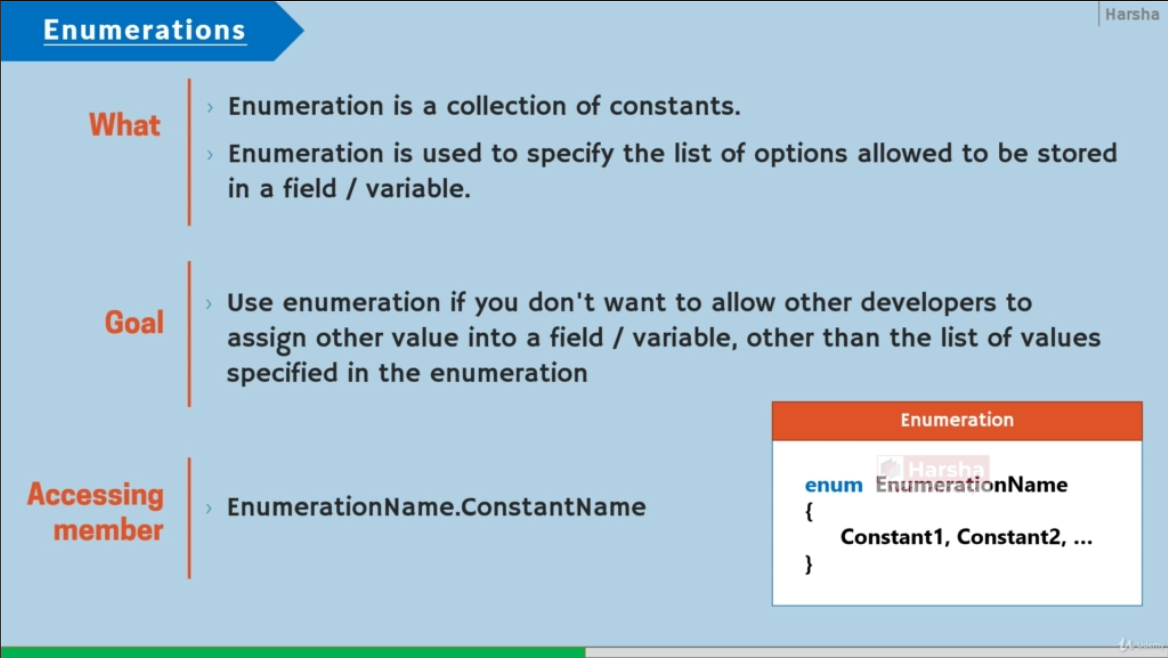 Enumerations
Harsha
What
› Enumeration is a collection of constants.
› Enumeration is used to specify the list of options allowed to be stored
in a field / variable.
Goal
› Use enumeration if you don't want to allow other developers to
assign other value into a field / variable, other than the list of values
specified in the enumeration
Accessing
member
› EnumerationName.ConstantName
Enumeration
Harsha
enum EnumerationName
{
Constant1, Constant2, ...
}
Udemy